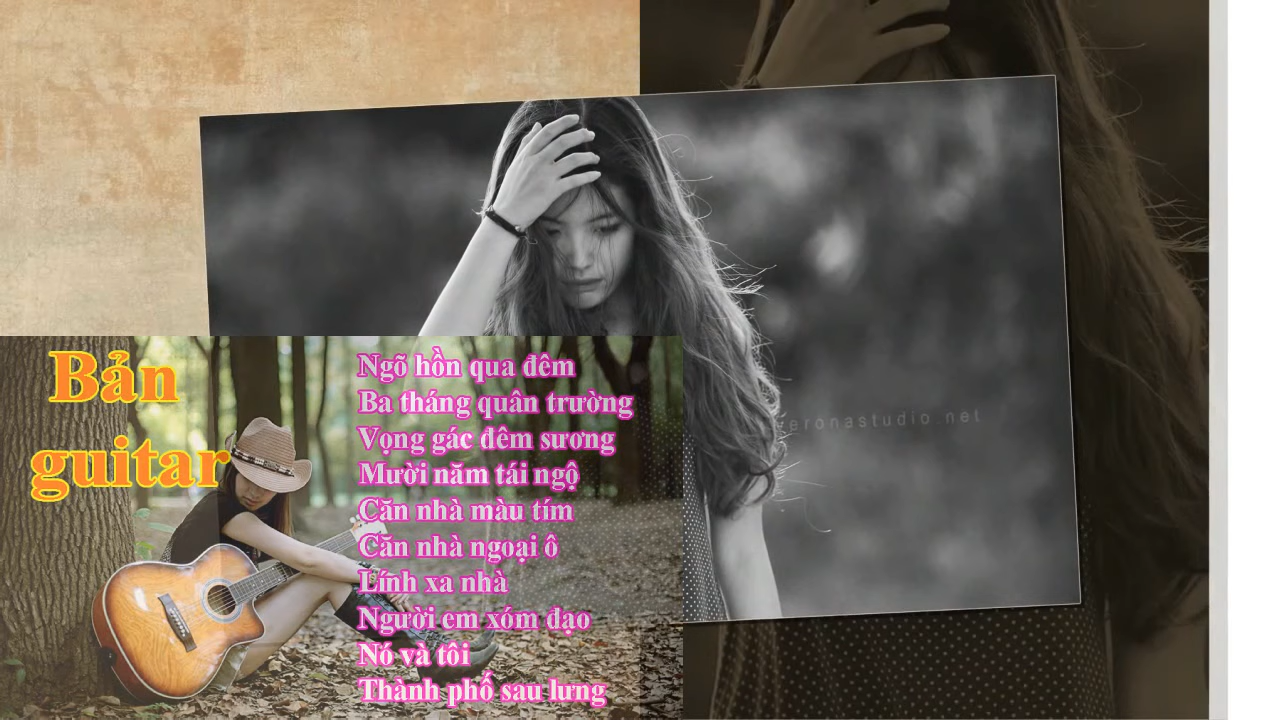 Bản
guitar
Ngõ hồn qua đêm
Ba tháng quân trường
Vọng gác đêm sương
Mười năm tái ngộ
Căn nhà màu tím
Căn nhà ngoại ô
Lính xa nhà
Người em xóm đạo
Nó và tôi
Thành phố sau lưng
eronastudio.net